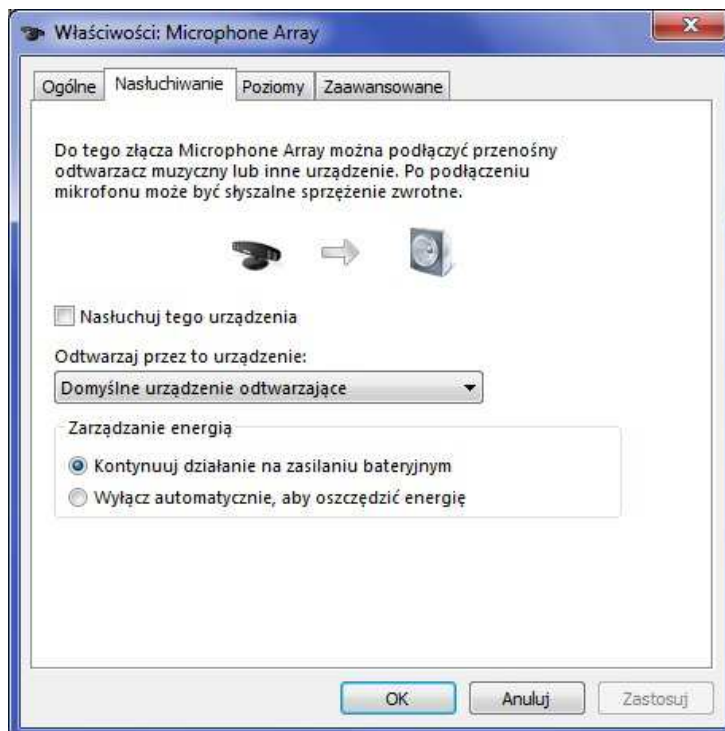 Właściwości: Microphone Array
Ogólne Nasłuchiwanie Poziomy Zaawansowane
Do tego złącza Microphone Array można podłączyć przenośny
odtwarzacz muzyczny lub inne urządzenie. Po podłączeniu
mikrofonu może być słyszalne sprzężenie zwrotne.
Nasłuchuj tego urządzenia
Odtwarzaj przez to urządzenie:
Domyślne urządzenie odtwarzające
Zarządzanie energią
Kontynuuj działanie na zasilaniu bateryjnym
Wyłącz automatycznie, aby oszczędzić energię
OK Anuluj Zastosuj